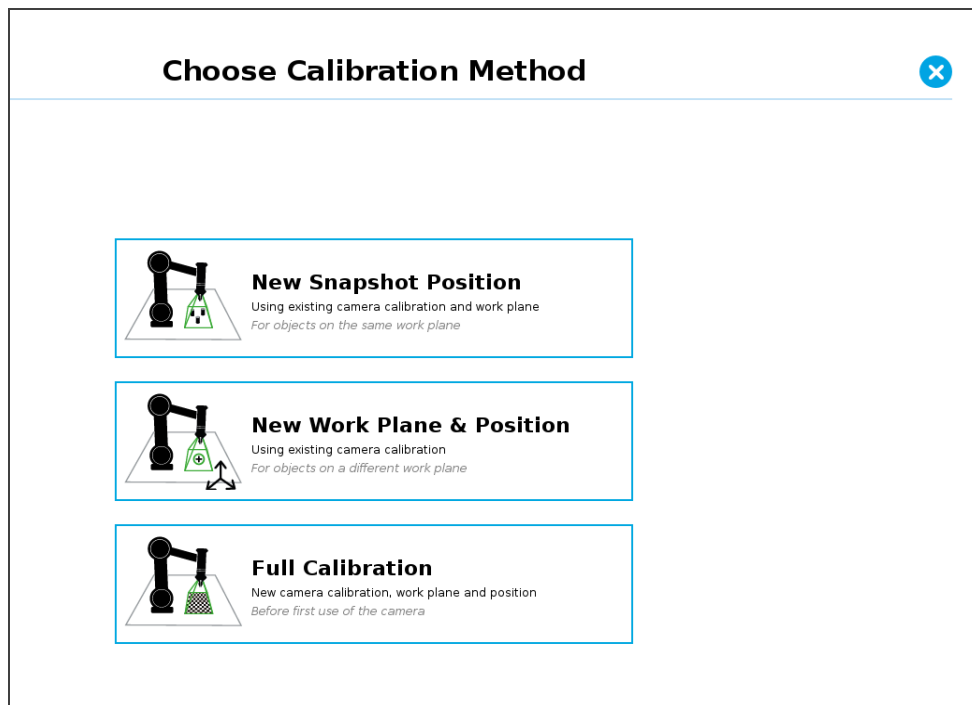 Choose Calibration Method
New Snapshot Position
Using existing camera calibration and work plane
For objects on the same work plane
New Work Plane & Position
Using existing camera calibration
For objects on a different work plane
Full Calibration
New camera calibration, work plane and position
Before first use of the camera